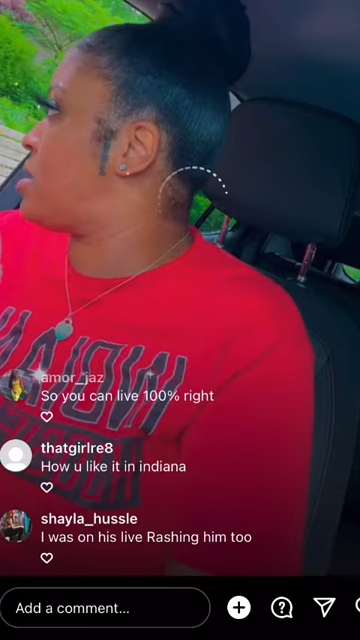 amor_jaz
So you can live 100% right
thatgirlre8
How u like it in indiana
shayla_hussle
I was on his live Rashing him too
Add a comment...